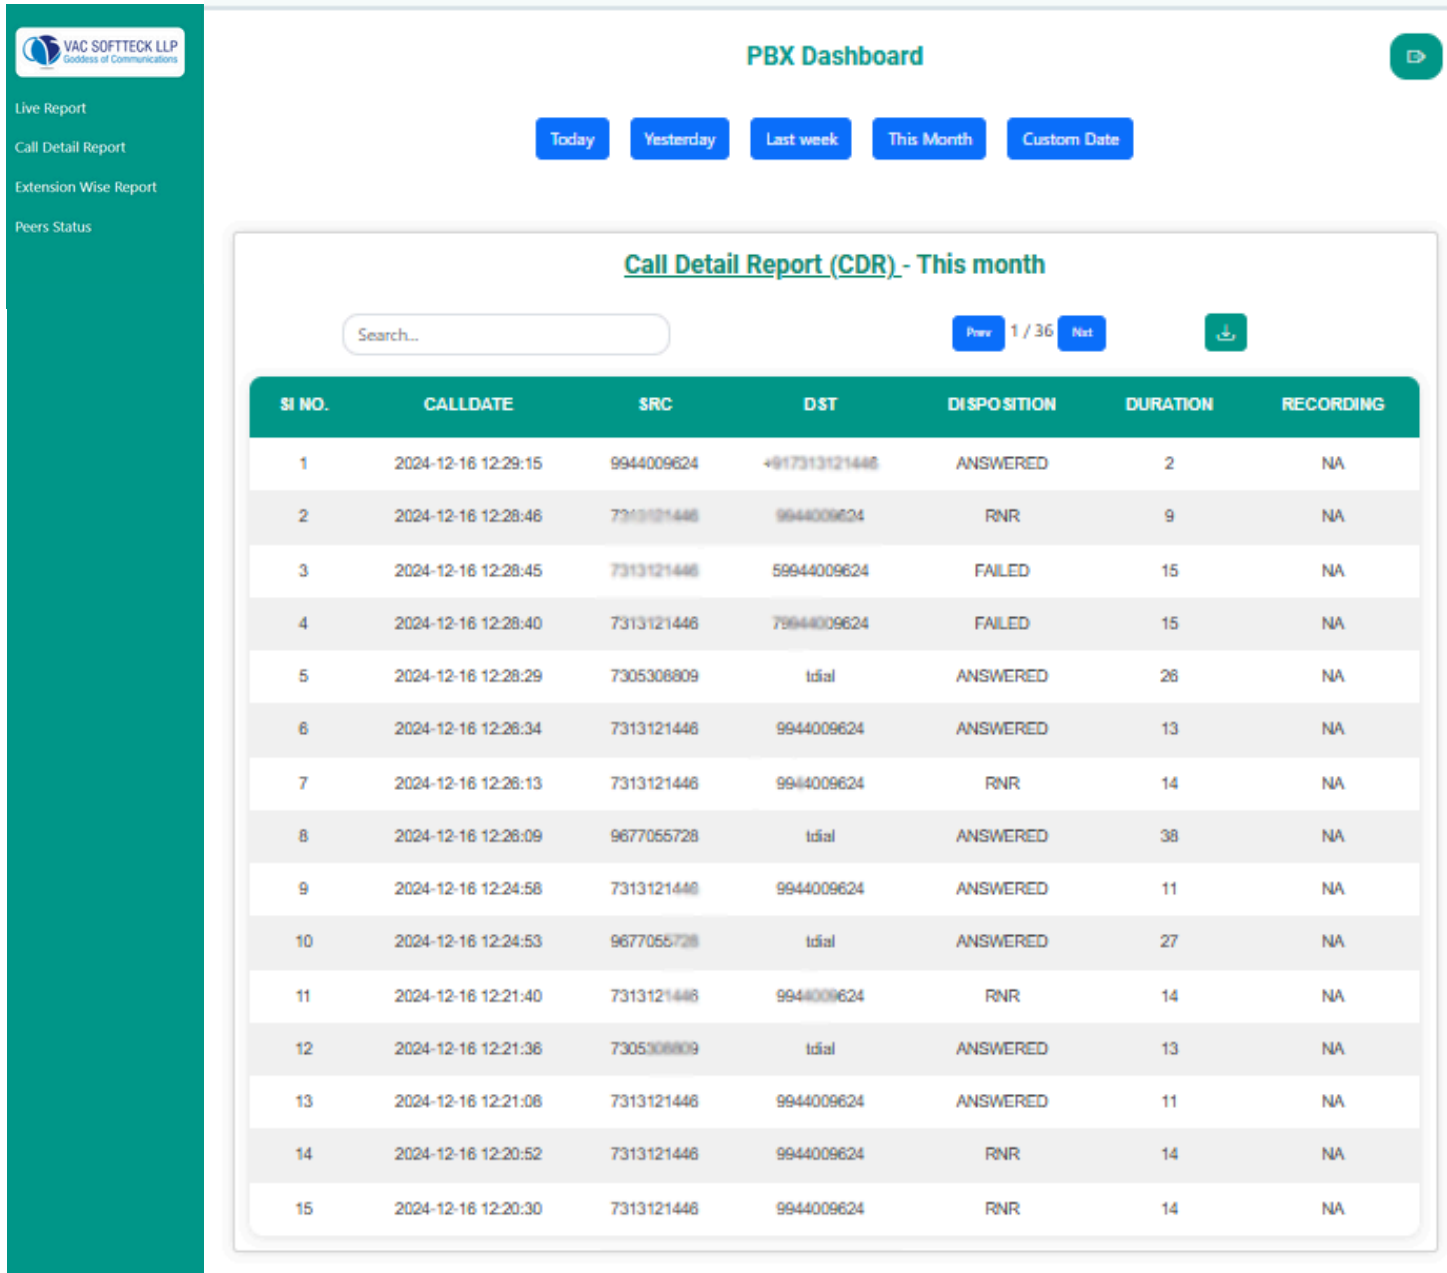 VAC SOFTTECK LLP
Goddess of Communications
Live Report
Call Detail Report
Extension Wise Report
Peers Status
PBX Dashboard
Today Yesterday Last week This Month Custom Date
Call Detail Report (CDR) - This month
Search... Prev 1 / 36 Nxt
SI NO. CALLDATE SRC DST DISPOSITION DURATION RECORDING
1 2024-12-16 12:29:15 9944009624 ANSWERED 2 NA
2 2024-12-16 12:28:46 RNR 9 NA
3 2024-12-16 12:28:45 59944009624 FAILED 15 NA
4 2024-12-16 12:28:40 7313121446 FAILED 15 NA
5 2024-12-16 12:28:29 7305306809 tdial ANSWERED 26 NA
6 2024-12-16 12:26:34 7313121446 9944009624 ANSWERED 13 NA
7 2024-12-16 12:26:13 7313121446 9944009624 RNR 14 NA
8 2024-12-16 12:26:09 9677055728 tdial ANSWERED 38 NA
9 2024-12-16 12:24:58 9944009624 ANSWERED 11 NA
10 2024-12-16 12:24:53 tdial ANSWERED 27 NA
11 2024-12-16 12:21:40 RNR 14 NA
12 2024-12-16 12:21:36 tdial ANSWERED 13 NA
13 2024-12-16 12:21:08 7313121446 9944009624 ANSWERED 11 NA
14 2024-12-16 12:20:52 7313121446 9944009624 RNR 14 NA
15 2024-12-16 12:20:30 7313121446 9944009624 RNR 14 NA